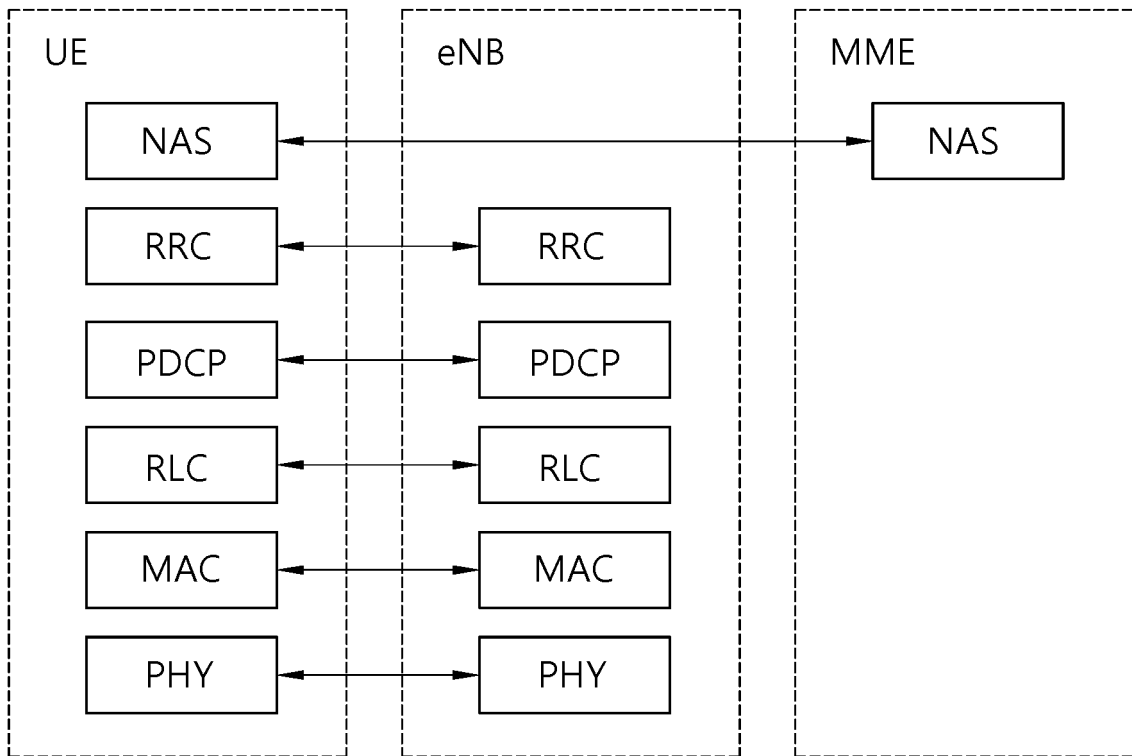 UE eNB MME
NAS NAS
RRC RRC
PDCP PDCP
RLC RLC
MAC MAC
PHY PHY